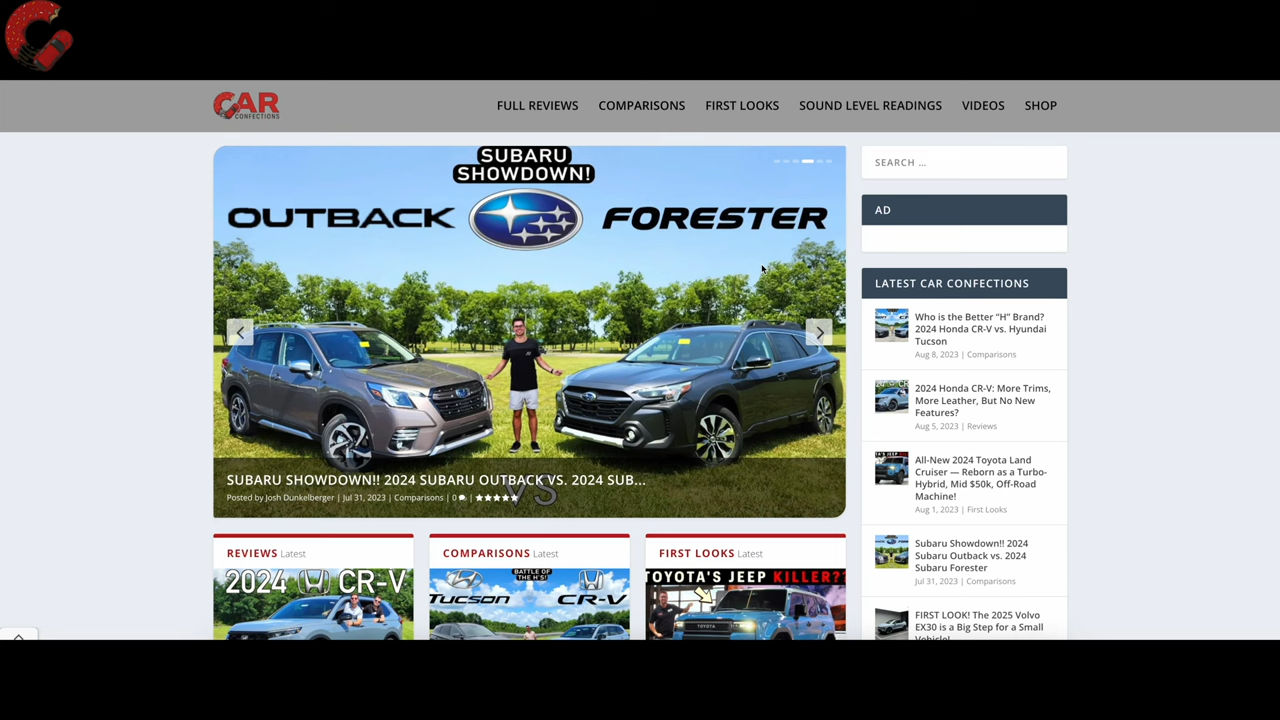 CAR
CONFECTIONS
FULL REVIEWS
COMPARISONS
FIRST LOOKS
SOUND LEVEL READINGS
VIDEOS
SHOP
SUBARU
SHOWDOWN!
OUTBACK
FORESTER
VS
SUBARU SHOWDOWN!! 2024 SUBARU OUTBACK VS. 2024 SUB...
Posted by Josh Dunkelberger | Jul 31, 2023 | Comparisons | 0
SEARCH …
AD
LATEST CAR CONFECTIONS
Who is the Better “H” Brand?
2024 Honda CR-V vs. Hyundai
Tucson
Aug 8, 2023 | Comparisons
2024 Honda CR-V: More Trims,
More Leather, But No New
Features?
Aug 5, 2023 | Reviews
All-New 2024 Toyota Land
Cruiser — Reborn as a Turbo-
Hybrid, Mid $50k, Off-Road
Machine!
Aug 1, 2023 | First Looks
Subaru Showdown!! 2024
Subaru Outback vs. 2024
Subaru Forester
Jul 31, 2023 | Comparisons
FIRST LOOK! The 2025 Volvo
EX30 is a Big Step for a Small
Vehicle!
REVIEWS Latest
2024 CR-V
COMPARISONS Latest
BATTLE OF
THE H'S!
Tucson
CR-V
FIRST LOOKS Latest
TOYOTA'S JEEP KILLER??
TOYOTA